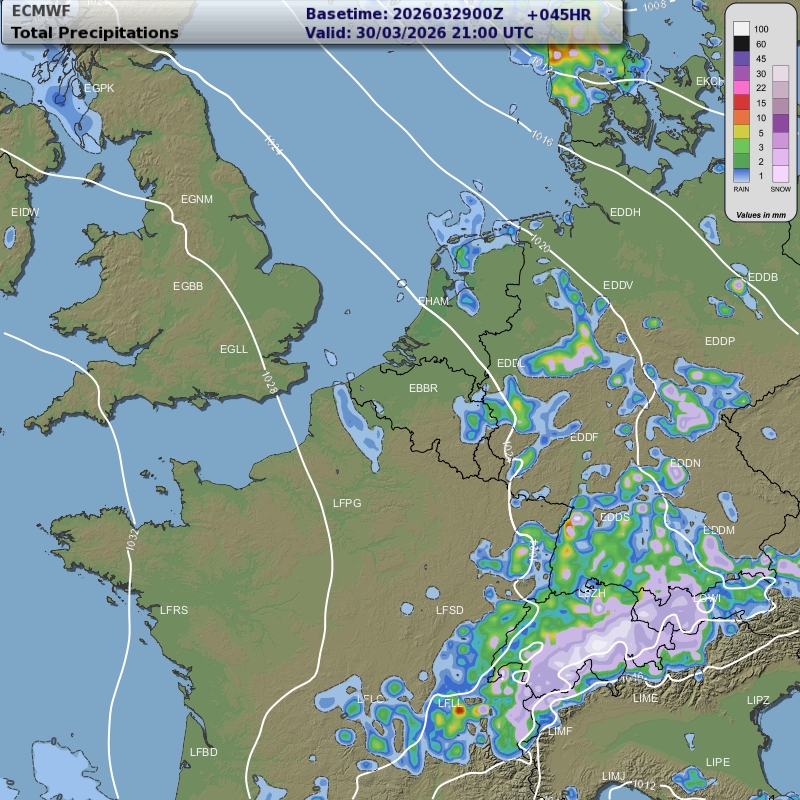 ECMWF
Basetime: 2026032900Z +045HR
Total Precipitations
Valid: 30/03/2026 21:00 UTC
1008
EKCH
1012
EGPK
1016
1024
EGNM
EIDW
EDDH
1020
EGBB
EHAM
EDDV
EDDB
EGLL
EDDL
EDDP
EBBR
1028
EDDF
EDDN
LFPG
EDDS
EDDM
1032
LFSD
LSZH
LOWI
LFRS
LFLC
LFLL
LIME
LIPZ
LIMF
LFBD
LIPE
LIMJ
1012
100
60
45
30
22
15
10
5
3
2
1
RAIN
SNOW
Values in mm